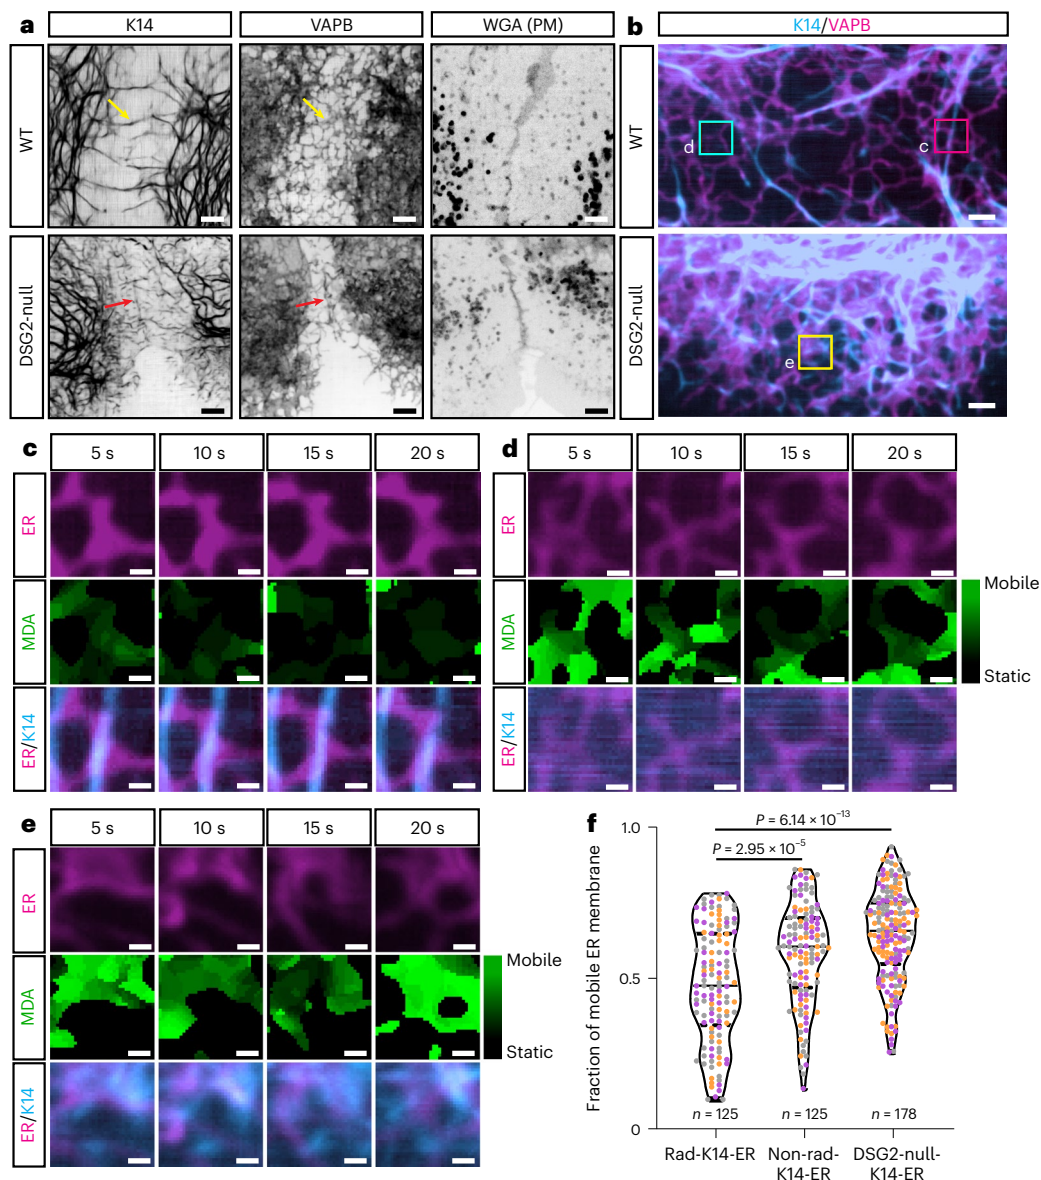 a
K14
VAPB
WGA (PM)
WT
DSG2-null
b
K14/VAPB
WT
d
c
DSG2-null
e
c
5 s
10 s
15 s
20 s
ER
MDA
ER/K14
d
5 s
10 s
15 s
20 s
ER
MDA
Mobile
Static
ER/K14
e
5 s
10 s
15 s
20 s
ER
MDA
Mobile
Static
ER/K14
f
P = 6.14 × 10⁻¹³
P = 2.95 × 10⁻⁵
Fraction of mobile ER membrane
1.0
0.5
0
n = 125
n = 125
n = 178
Rad-K14-ER
Non-rad-
K14-ER
DSG2-null-
K14-ER